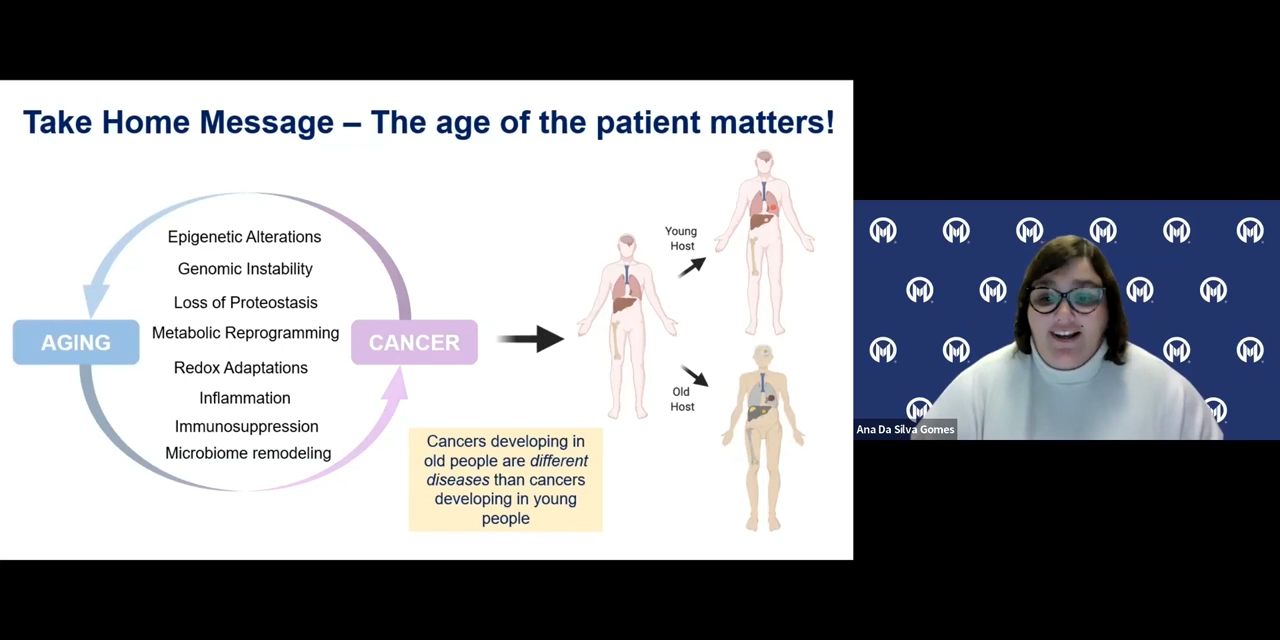 Take Home Message – The age of the patient matters!
Epigenetic Alterations
Genomic Instability
Loss of Proteostasis
Metabolic Reprogramming
Redox Adaptations
Inflammation
Immunosuppression
Microbiome remodeling
AGING
CANCER
Young
Host
Old
Host
Cancers developing in
old people are different
diseases than cancers
developing in young
people
Ana Da Silva Gomes